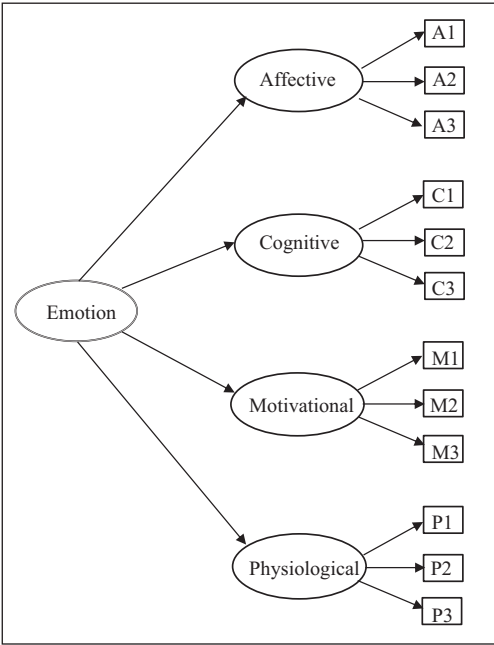 A1
Affective
A2
A3
C1
Cognitive
C2
C3
Emotion
M1
Motivational
M2
M3
P1
Physiological
P2
P3